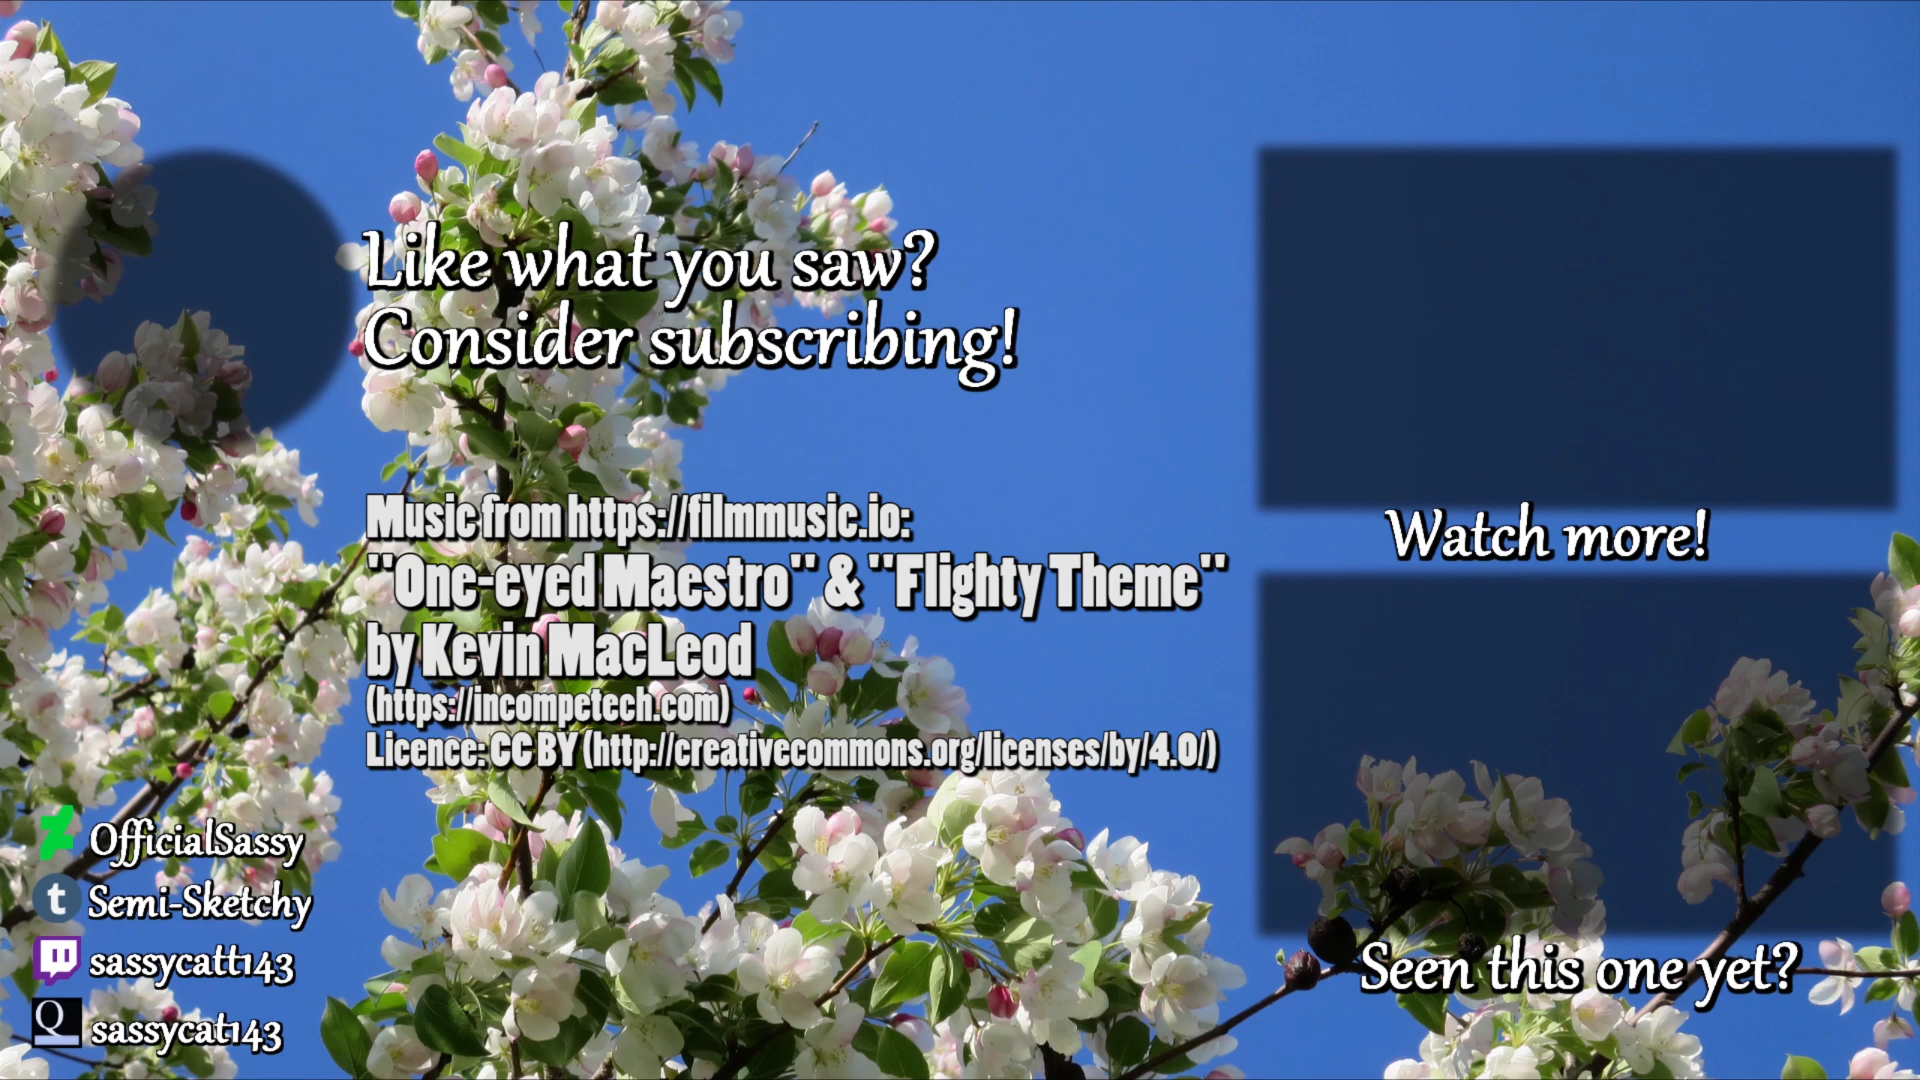 Like what you saw?
Consider subscribing!
Music from https://filmmusic.io:
"One-eyed Maestro" & "Flighty Theme"
by Kevin MacLeod
(https://incompetech.com)
Licence: CC BY (http://creativecommons.org/licenses/by/4.0/)
Watch more!
Seen this one yet?
OfficialSassy
t Semi-Sketchy
sassycatt143
Q sassycat143